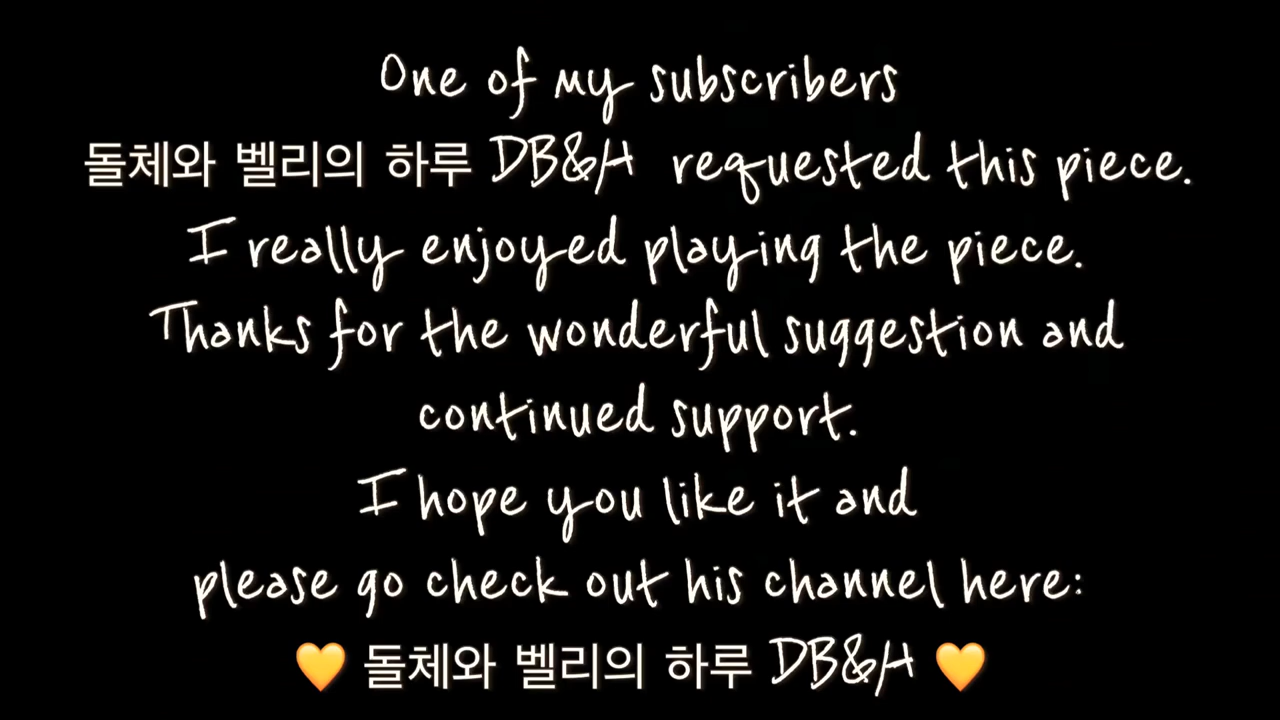 One of my subscribers
돌체와 벨리의 하루 DB&H requested this piece.
I really enjoyed playing the piece.
Thanks for the wonderful suggestion and
continued support.
I hope you like it and
please go check out his channel here:
🧡 돌체와 벨리의 하루 DB&H 🧡